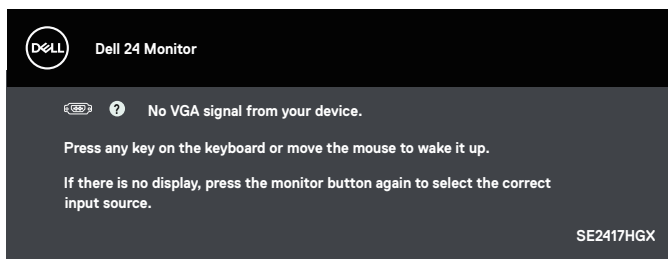 DELL
Dell 24 Monitor
? No VGA signal from your device.
Press any key on the keyboard or move the mouse to wake it up.
If there is no display, press the monitor button again to select the correct
input source.
SE2417HGX